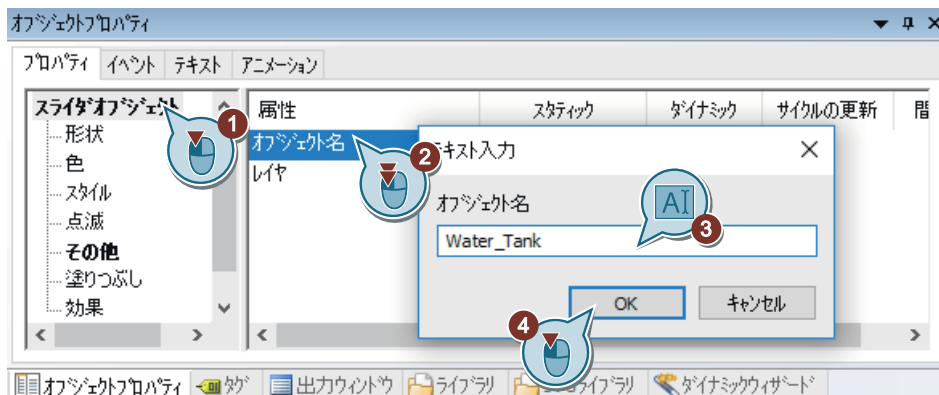 オブジェクトプロパティ
プロパティ イベント テキスト アニメーション
スライダオブジェクト
形状
色
スタイル
点滅
その他
塗りつぶし
効果
属性 スタティック ダイナミック サイクルの更新 間
オブジェクト名
レイヤ
1
2
テキスト入力
オブジェクト名
A
3
Water_Tank
OK キャンセル
4
オブジェクトプロパティ タグ 出力ウィンドウ ライブラリ ライブラリ ダイナミックウィザード